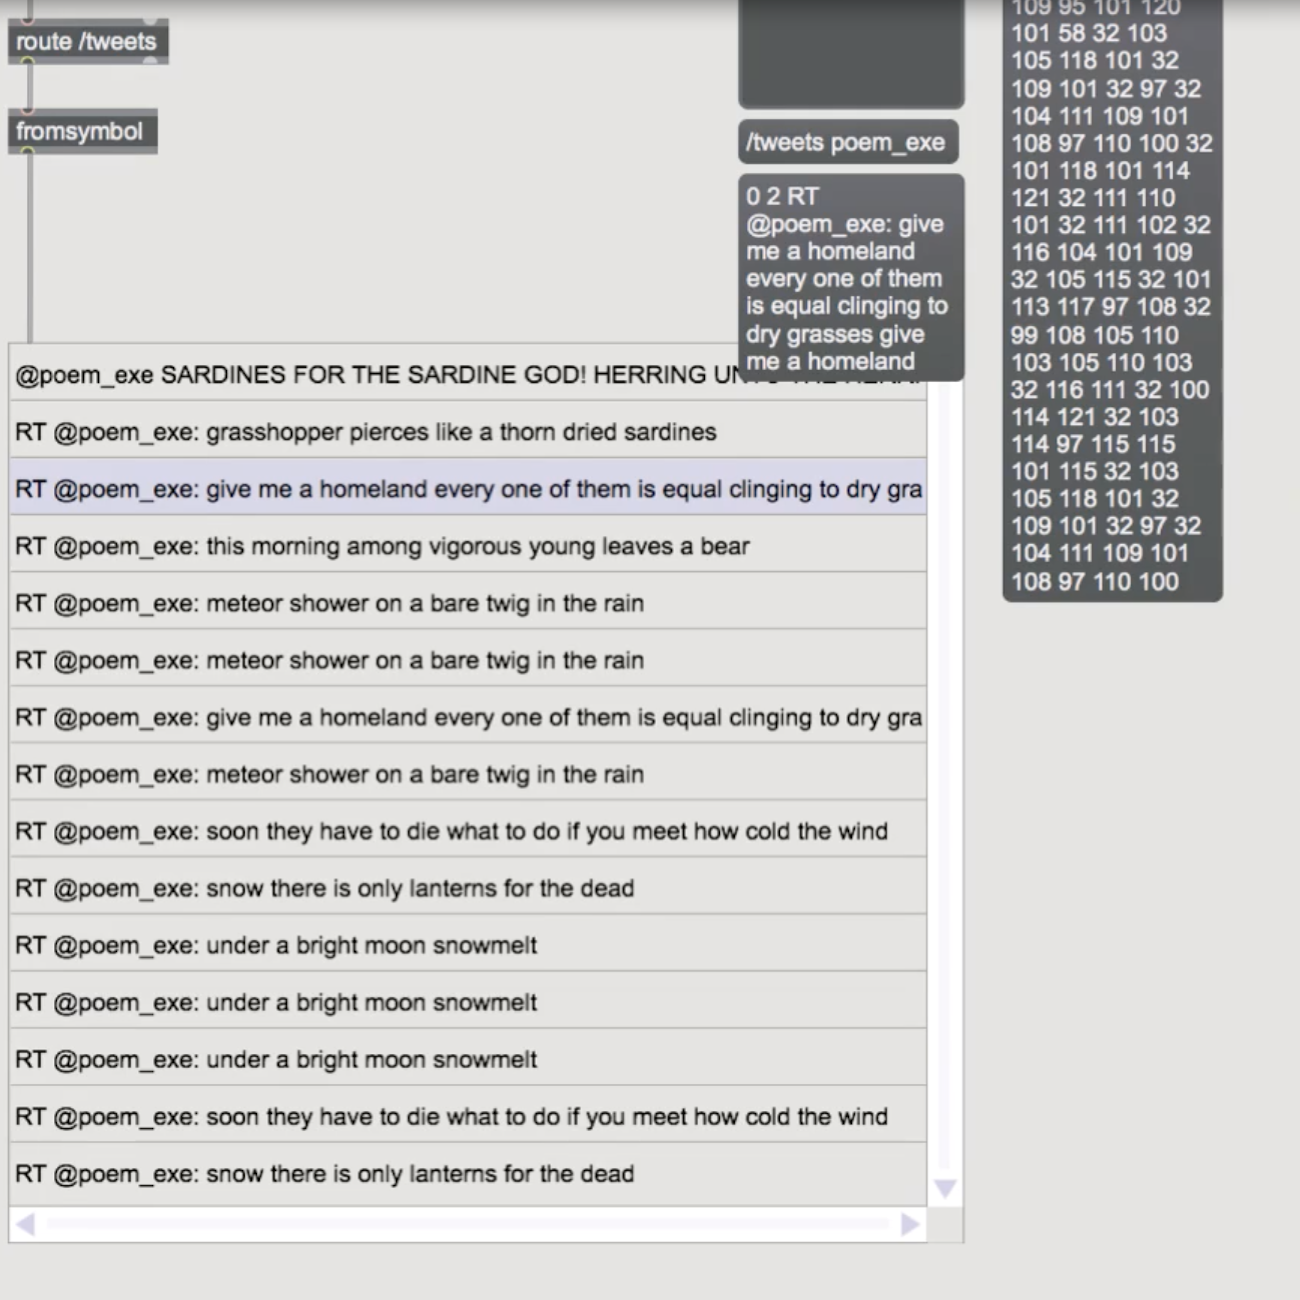 route /tweets
fromsymbol
/tweets poem_exe
0 2 RT
@poem_exe: give
me a homeland
every one of them
is equal clinging to
dry grasses give
me a homeland
@poem_exe SARDINES FOR THE SARDINE GOD! HERRING
RT @poem_exe: grasshopper pierces like a thorn dried sardines
RT @poem_exe: give me a homeland every one of them is equal clinging to dry gra
RT @poem_exe: this morning among vigorous young leaves a bear
RT @poem_exe: meteor shower on a bare twig in the rain
RT @poem_exe: meteor shower on a bare twig in the rain
RT @poem_exe: give me a homeland every one of them is equal clinging to dry gra
RT @poem_exe: meteor shower on a bare twig in the rain
RT @poem_exe: soon they have to die what to do if you meet how cold the wind
RT @poem_exe: snow there is only lanterns for the dead
RT @poem_exe: under a bright moon snowmelt
RT @poem_exe: under a bright moon snowmelt
RT @poem_exe: under a bright moon snowmelt
RT @poem_exe: soon they have to die what to do if you meet how cold the wind
RT @poem_exe: snow there is only lanterns for the dead
109 95 101 120
101 58 32 103
105 118 101 32
109 101 32 97 32
104 111 109 101
108 97 110 100 32
101 118 101 114
121 32 111 110
101 32 111 102 32
116 104 101 109
32 105 115 32 101
113 117 97 108 32
99 108 105 110
103 105 110 103
32 116 111 32 100
114 121 32 103
114 97 115 115
101 115 32 103
105 118 101 32
109 101 32 97 32
104 111 109 101
108 97 110 100